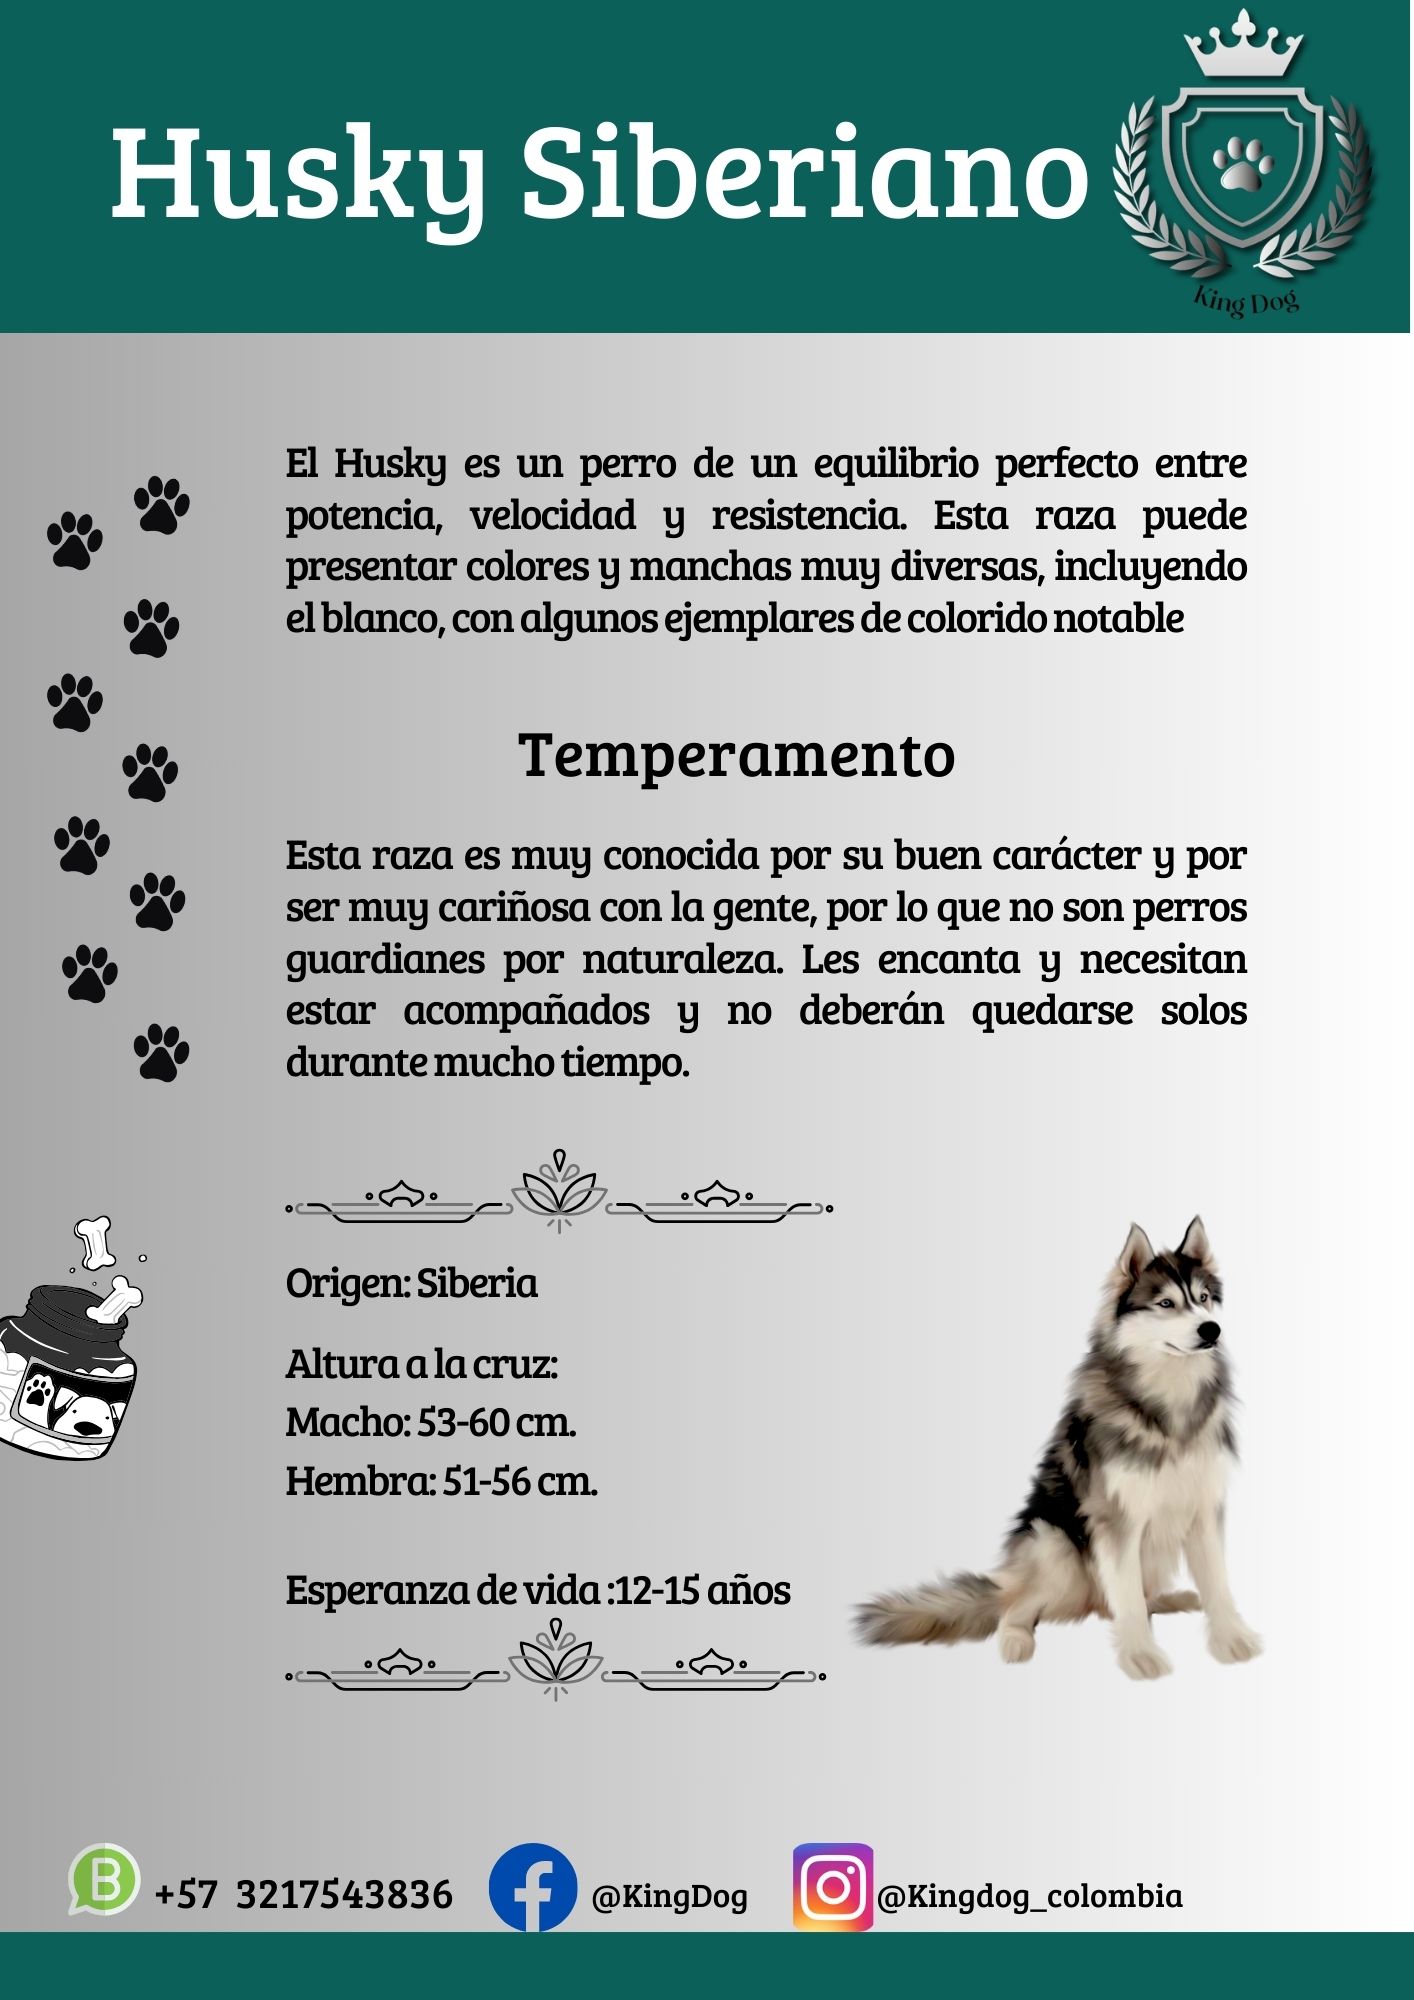 Husky Siberiano
King Dog
El Husky es un perro de un equilibrio perfecto entre
potencia, velocidad y resistencia. Esta raza puede
presentar colores y manchas muy diversas, incluyendo
el blanco, con algunos ejemplares de colorido notable
Temperamento
Esta raza es muy conocida por su buen carácter y por
ser muy cariñosa con la gente, por lo que no son perros
guardianes por naturaleza. Les encanta y necesitan
estar acompañados y no deberán quedarse solos
durante mucho tiempo.
Origen: Siberia
Altura a la cruz:
Macho: 53-60 cm.
Hembra: 51-56 cm.
Esperanza de vida :12-15 años
B +57 3217543836 f @KingDog @Kingdog_colombia